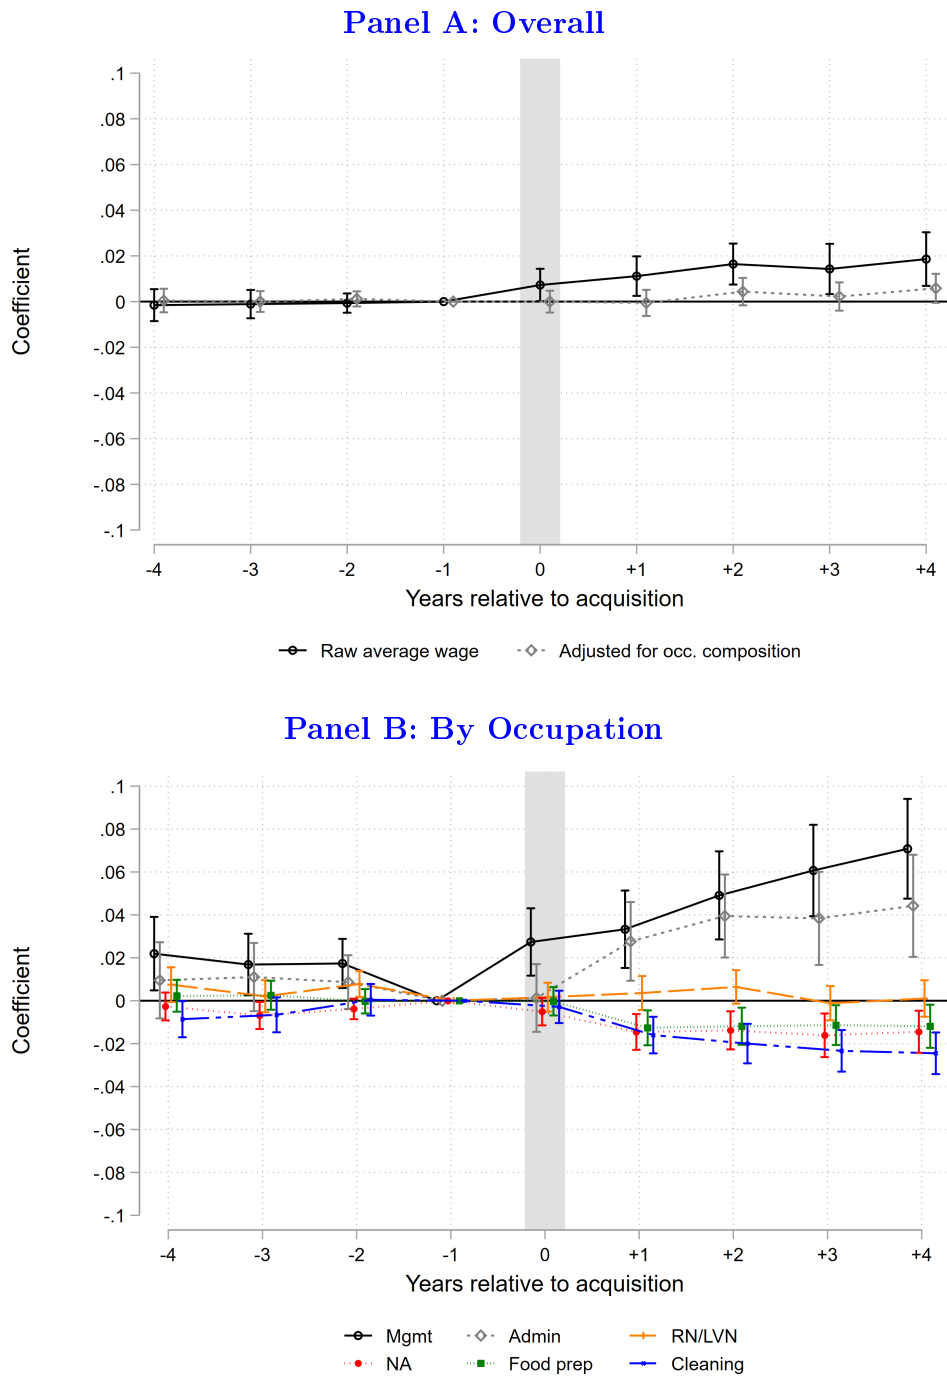 Panel A: Overall
.1
.08
.06
.04
.02
0
-.02
-.04
-.06
-.08
-.1
Coefficient
-4 -3 -2 -1 0 +1 +2 +3 +4
Years relative to acquisition
Raw average wage Adjusted for occ. composition
Panel B: By Occupation
.1
.08
.06
.04
.02
0
-.02
-.04
-.06
-.08
-.1
Coefficient
-4 -3 -2 -1 0 +1 +2 +3 +4
Years relative to acquisition
Mgmt Admin RN/LVN
NA Food prep Cleaning